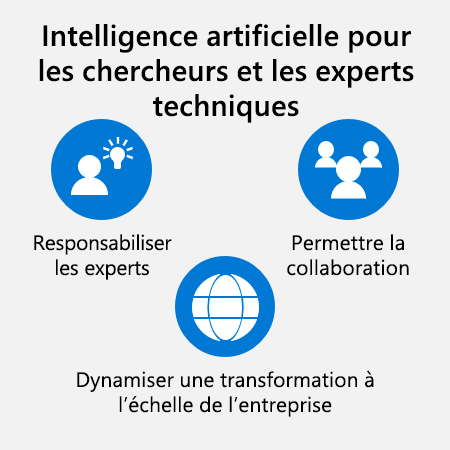 Intelligence artificielle pour
les chercheurs et les experts
techniques
Responsabiliser
les experts
Permettre la
collaboration
Dynamiser une transformation à
l’échelle de l’entreprise